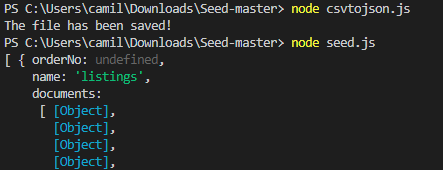 PS C:\Users\camil\Downloads\Seed-master> node csvtojson.js
The file has been saved!
PS C:\Users\camil\Downloads\Seed-master> node seed.js
[ { orderNo: undefined,
    name: 'listings',
    documents:
     [ [Object],
       [Object],
       [Object],
       [Object],